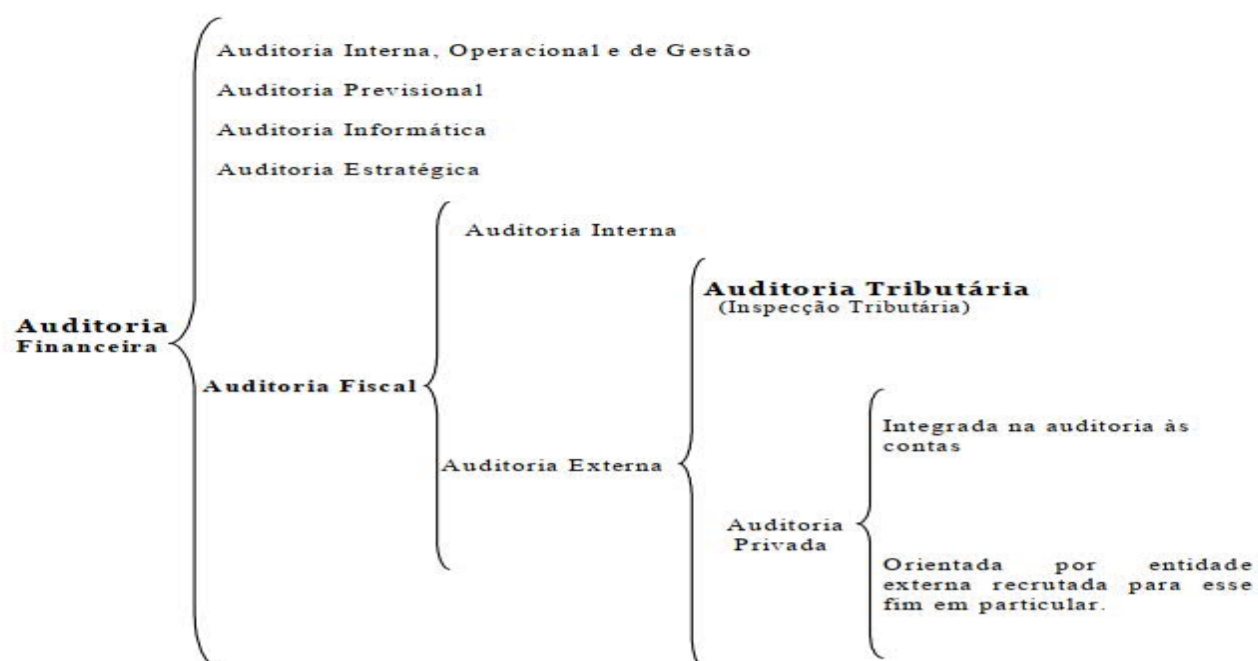 Auditoria Interna, Operacional e de Gestão
Auditoria Previsional
Auditoria Informática
Auditoria Estratégica
Auditoria Interna
Auditoria Tributária
(Inspecção Tributária)
Auditoria
Financeira
Auditoria Fiscal
Integrada na auditoria às
contas
Auditoria Externa
Auditoria
Privada
Orientada por entidade
externa recrutada para esse
fim em particular.